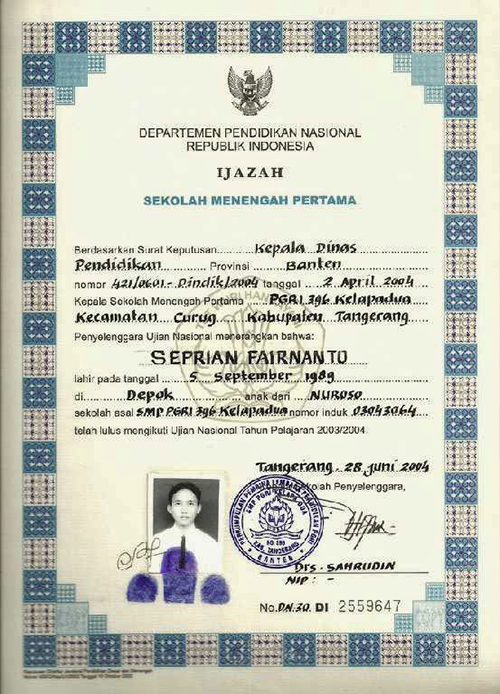 DEPARTEMEN PENDIDIKAN NASIONAL
REPUBLIK INDONESIA
IJAZAH
SEKOLAH MENENGAH PERTAMA
Berdasarkan Surat Keputusan Kepala Dinas
Pendidikan Provinsi Banten
nomor 421/0601-Dindik/2004 tanggal 2 April 2004
Kepala Sekolah Menengah Pertama PGRI 396 Kelapadua
Kecamatan Curug Kabupaten Tangerang
Penyelenggara Ujian Nasional menerangkan bahwa:
SEPRIAN FAIRNANTO
lahir pada tanggal 5 September 1989
di Depok anak dari NUROSO
sekolah asal SMP PGRI 396 Kelapadua nomor induk 03043064
telah lulus mengikuti Ujian Nasional Tahun Pelajaran 2003/2004
Tangerang, 28 Juni 2004
Sekolah Penyelenggara,
Drs. SAHRUDIN
NIP: -
No. DN.30. DI 2559647